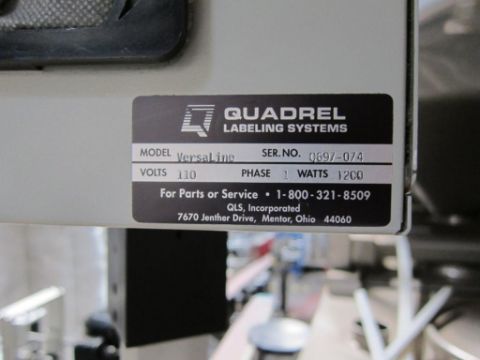 QUADREL
LABELING SYSTEMS
MODEL VersaLine SER. NO. Q697-074
VOLTS 110 PHASE 1 WATTS 1200
For Parts or Service • 1-800-321-8509
QLS, Incorporated
7670 Jenther Drive, Mentor, Ohio 44060